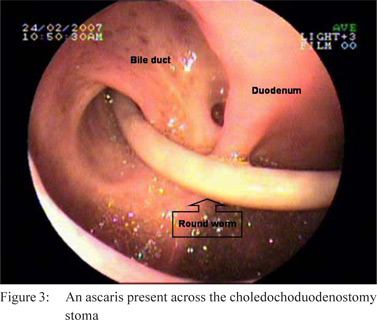 24/02/2007
10:50:30AM
AVE
LIGHT+3
FILM 00
Bile duct
Duodenum
Round worm
Figure 3: An ascaris present across the choledochoduodenostomy
stoma